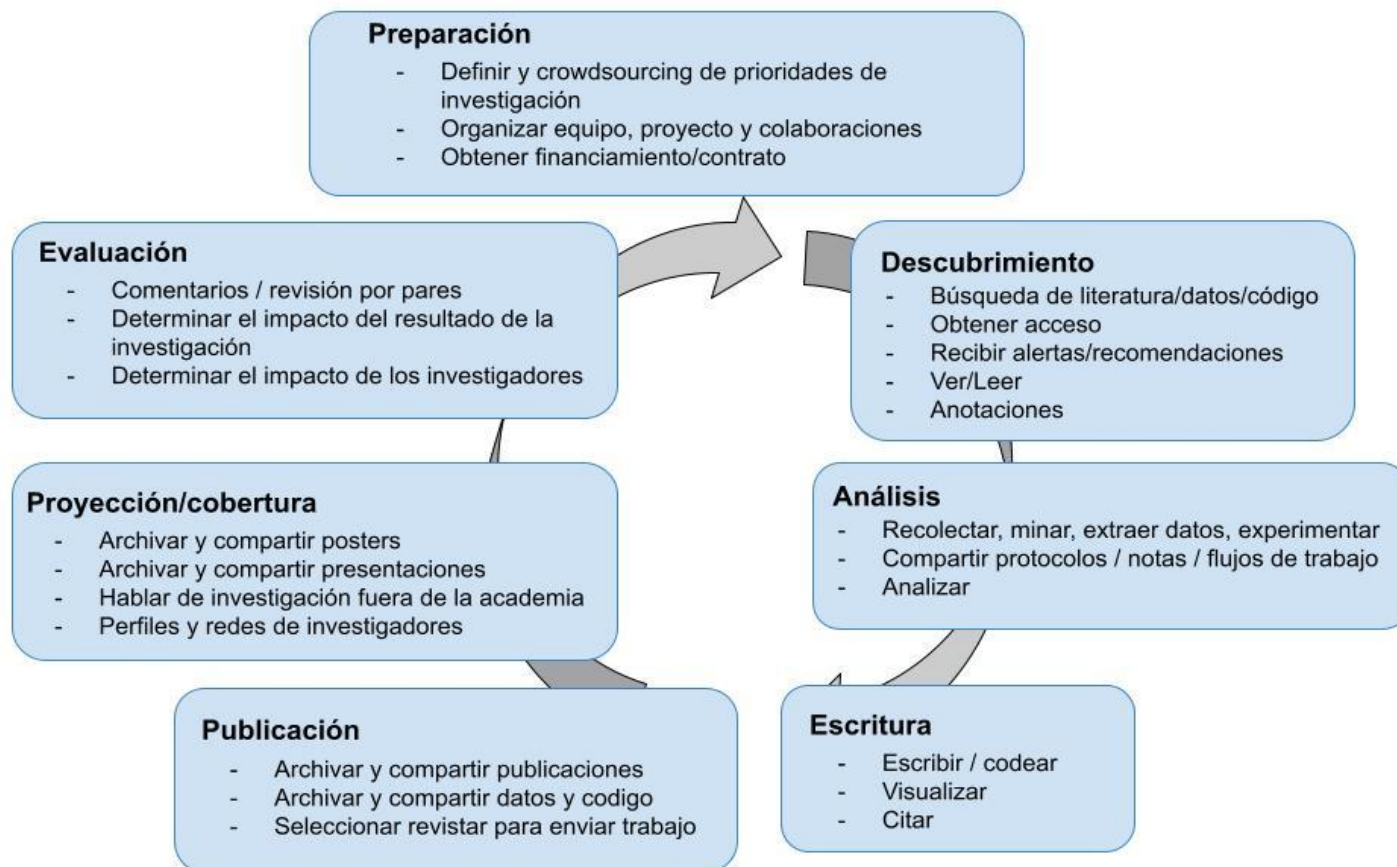 Preparación
- Definir y crowdsourcing de prioridades de
investigación
- Organizar equipo, proyecto y colaboraciones
- Obtener financiamiento/contrato
Descubrimiento
- Búsqueda de literatura/datos/código
- Obtener acceso
- Recibir alertas/recomendaciones
- Ver/Leer
- Anotaciones
Análisis
- Recolectar, minar, extraer datos, experimentar
- Compartir protocolos / notas / flujos de trabajo
- Analizar
Escritura
- Escribir / codear
- Visualizar
- Citar
Publicación
- Archivar y compartir publicaciones
- Archivar y compartir datos y codigo
- Seleccionar revistar para enviar trabajo
Proyección/cobertura
- Archivar y compartir posters
- Archivar y compartir presentaciones
- Hablar de investigación fuera de la academia
- Perfiles y redes de investigadores
Evaluación
- Comentarios / revisión por pares
- Determinar el impacto del resultado de la
investigación
- Determinar el impacto de los investigadores